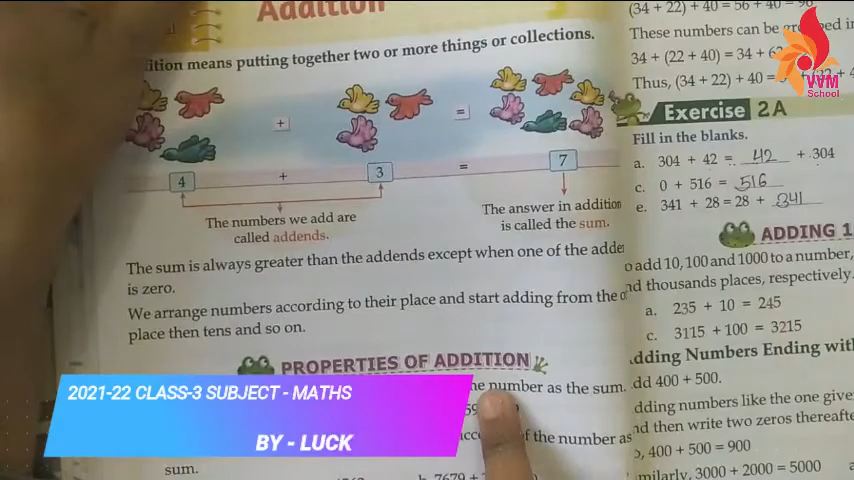 Addition
ition means putting together two or more things or collections.
+ =
4 + 3 = 7
The numbers we add are
called addends.
The answer in addition
is called the sum.
The sum is always greater than the addends except when one of the adde
is zero.
We arrange numbers according to their place and start adding from the o
place then tens and so on.
PROPERTIES OF ADDITION
number as the sum.
of the number as
sum.
b. 7679 +
(34 + 22) + 40 = 56 + 40 = 96
These numbers can be in
34 + (22 + 40) = 34 +
Thus, (34 + 22) + 40 =
VVM
School
Exercise 2A
Fill in the blanks.
a. 304 + 42 = 42 + 304
c. 0 + 516 = 516
e. 341 + 28 = 28 + 341
ADDING 1
o add 10, 100 and 1000 to a number,
nd thousands places, respectively.
a. 235 + 10 = 245
c. 3115 + 100 = 3215
dding Numbers Ending with
dd 400 + 500.
dding numbers like the one give
nd then write two zeros thereafte
o, 400 + 500 = 900
milarly, 3000 + 2000 = 5000
2021-22 CLASS-3 SUBJECT - MATHS
BY - LUCK